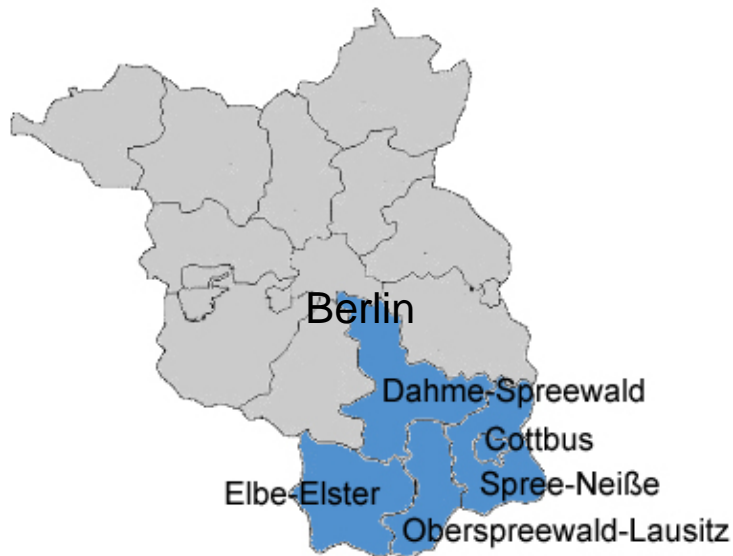 Berlin
Dahme-Spreewald
Cottbus
Spree-Neiße
Elbe-Elster
Oberspreewald-Lausitz